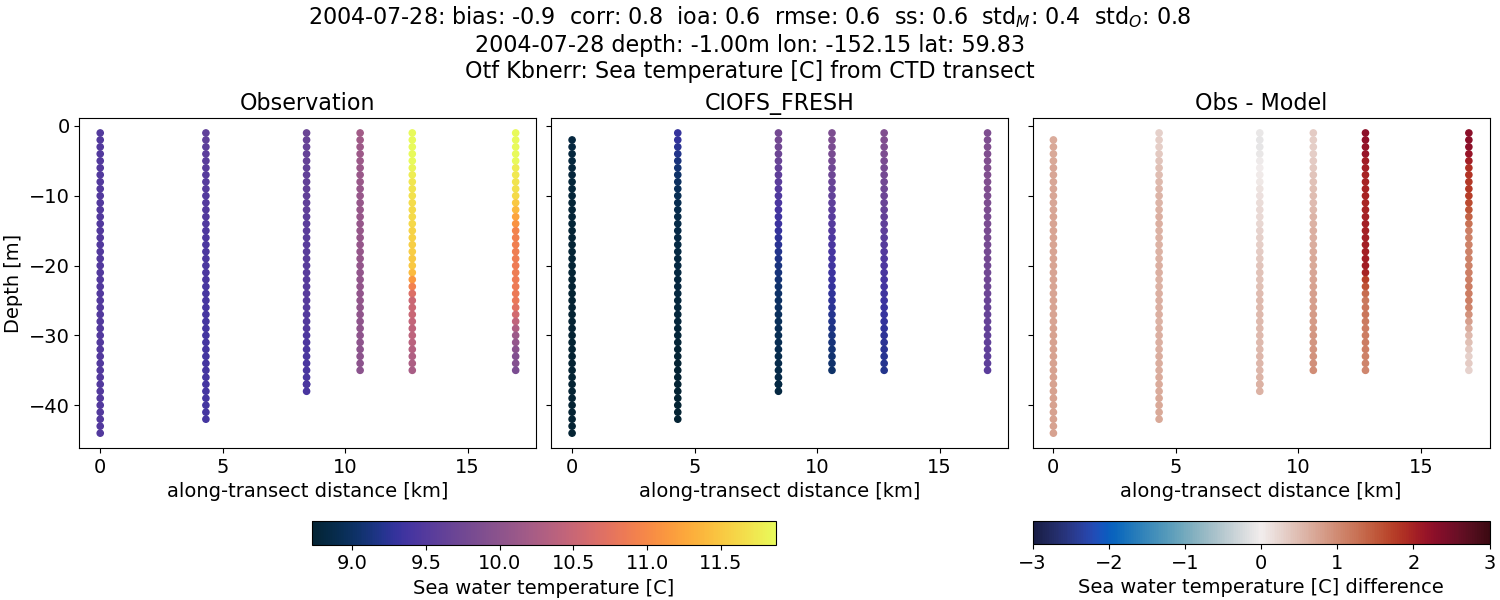 2004-07-28: bias: -0.9  corr: 0.8  ioa: 0.6  rmse: 0.6  ss: 0.6  std_M: 0.4  std_O: 0.8
2004-07-28 depth: -1.00m lon: -152.15 lat: 59.83
Otf Kbnerr: Sea temperature [C] from CTD transect
Observation
CIOFS_FRESH
Obs - Model
Depth [m]
0
−10
−20
−30
−40
0 5 10 15
0 5 10 15
0 5 10 15
along-transect distance [km]
along-transect distance [km]
along-transect distance [km]
9.0 9.5 10.0 10.5 11.0 11.5
Sea water temperature [C]
−3 −2 −1 0 1 2 3
Sea water temperature [C] difference